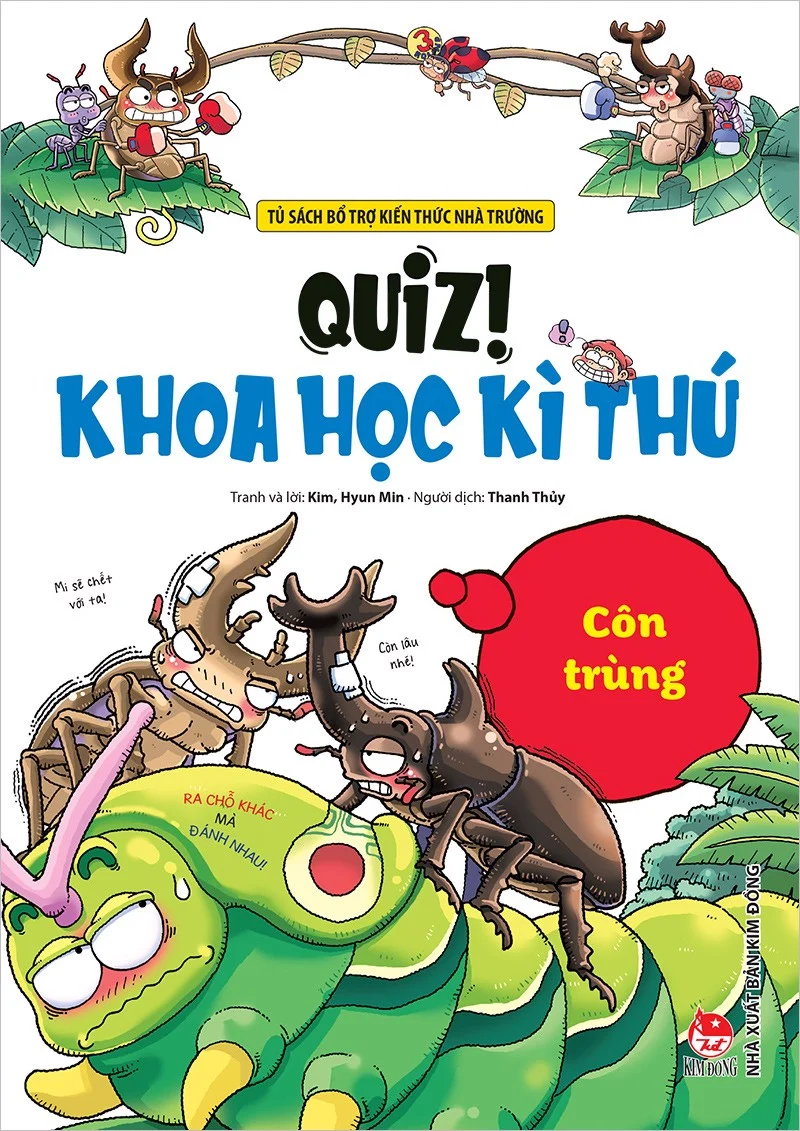 3
TỦ SÁCH BỔ TRỢ KIẾN THỨC NHÀ TRƯỜNG
QUIZ!
!
KHOA HỌC KÌ THÚ
Tranh và lời: Kim, Hyun Min · Người dịch: Thanh Thủy
Mi sẽ chết
với ta!
Còn lâu
nhé!
Côn
trùng
RA CHỖ KHÁC
MÀ
ĐÁNH NHAU!
NHÀ XUẤT BẢN KIM ĐỒNG
KIM ĐỒNG